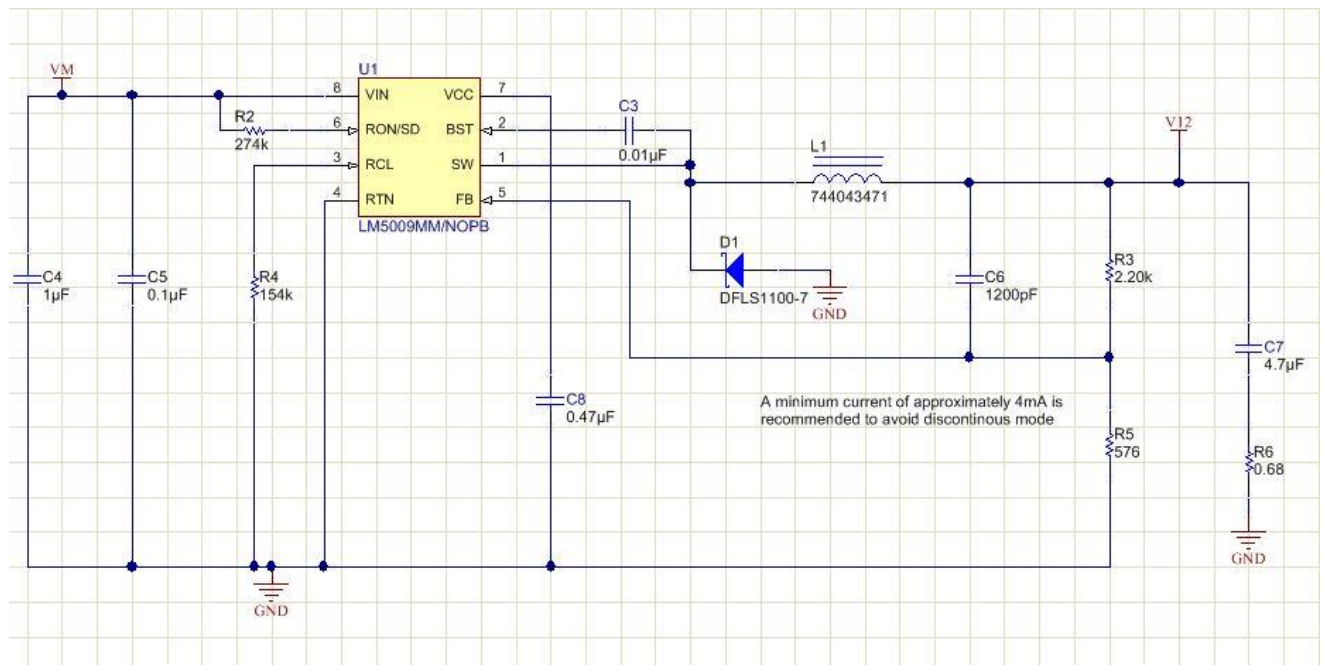 VM
U1
8 VIN VCC 7
R2
274k
6 RON/SD BST 2
C3
0.01µF
3 RCL SW 1
4 RTN FB 5
LM5009MM/NOPB
V12
L1
744043471
D1
DFLS1100-7
GND
C4
1µF
C5
0.1µF
R4
154k
C6
1200pF
R3
2.20k
C7
4.7µF
C8
0.47µF
A minimum current of approximately 4mA is
recommended to avoid discontinous mode
R5
576
R6
0.68
GND
GND